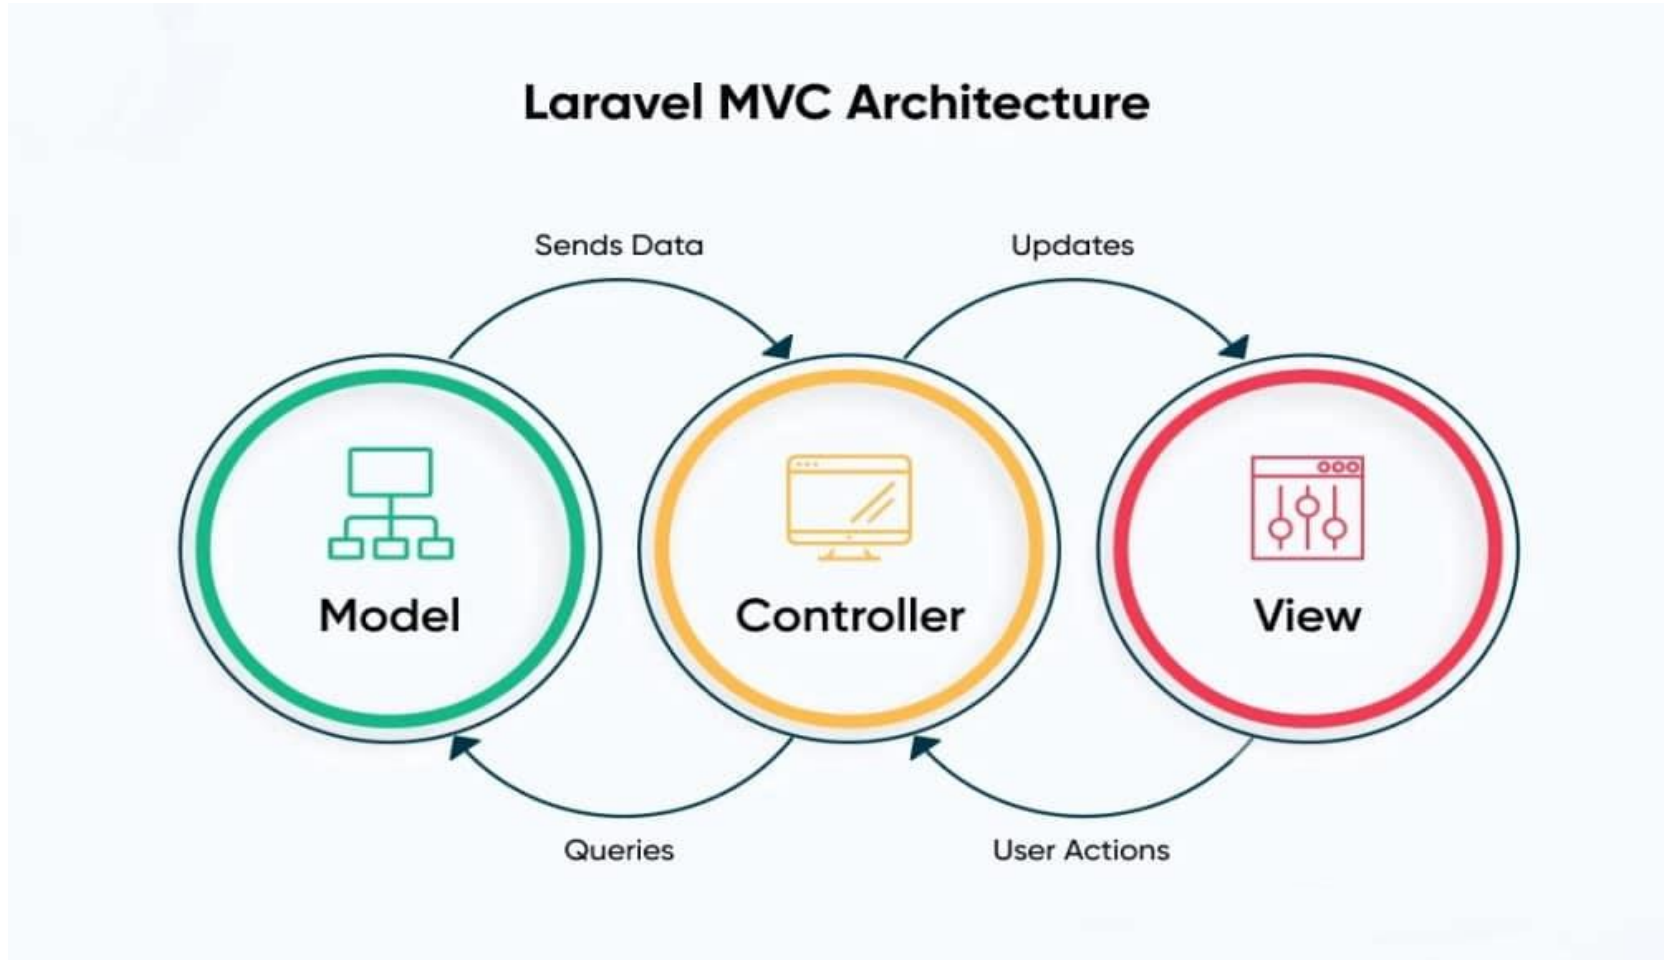 Laravel MVC Architecture
Sends Data
Updates
Model
Controller
View
Queries
User Actions